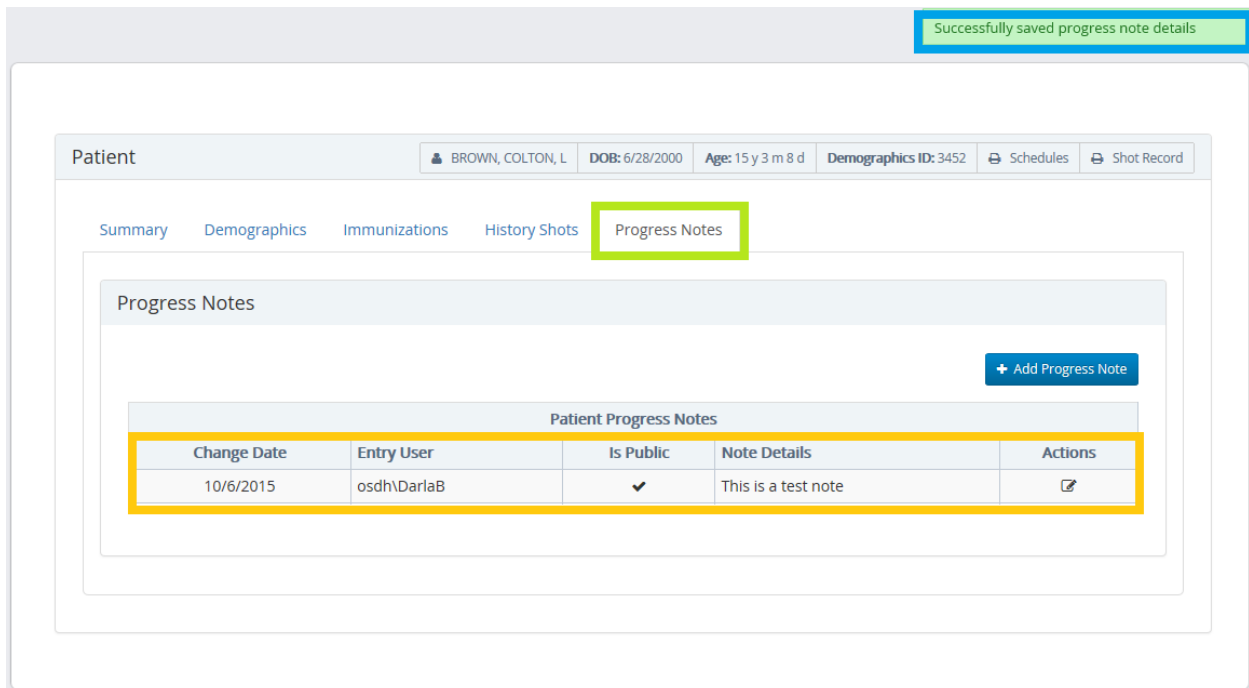 Successfully saved progress note details
Patient BROWN, COLTON, L DOB: 6/28/2000 Age: 15 y 3 m 8 d Demographics ID: 3452 Schedules Shot Record
Summary Demographics Immunizations History Shots Progress Notes
Progress Notes
+ Add Progress Note
Patient Progress Notes
Change Date Entry User Is Public Note Details Actions
10/6/2015 osdh\DarlaB ✔ This is a test note